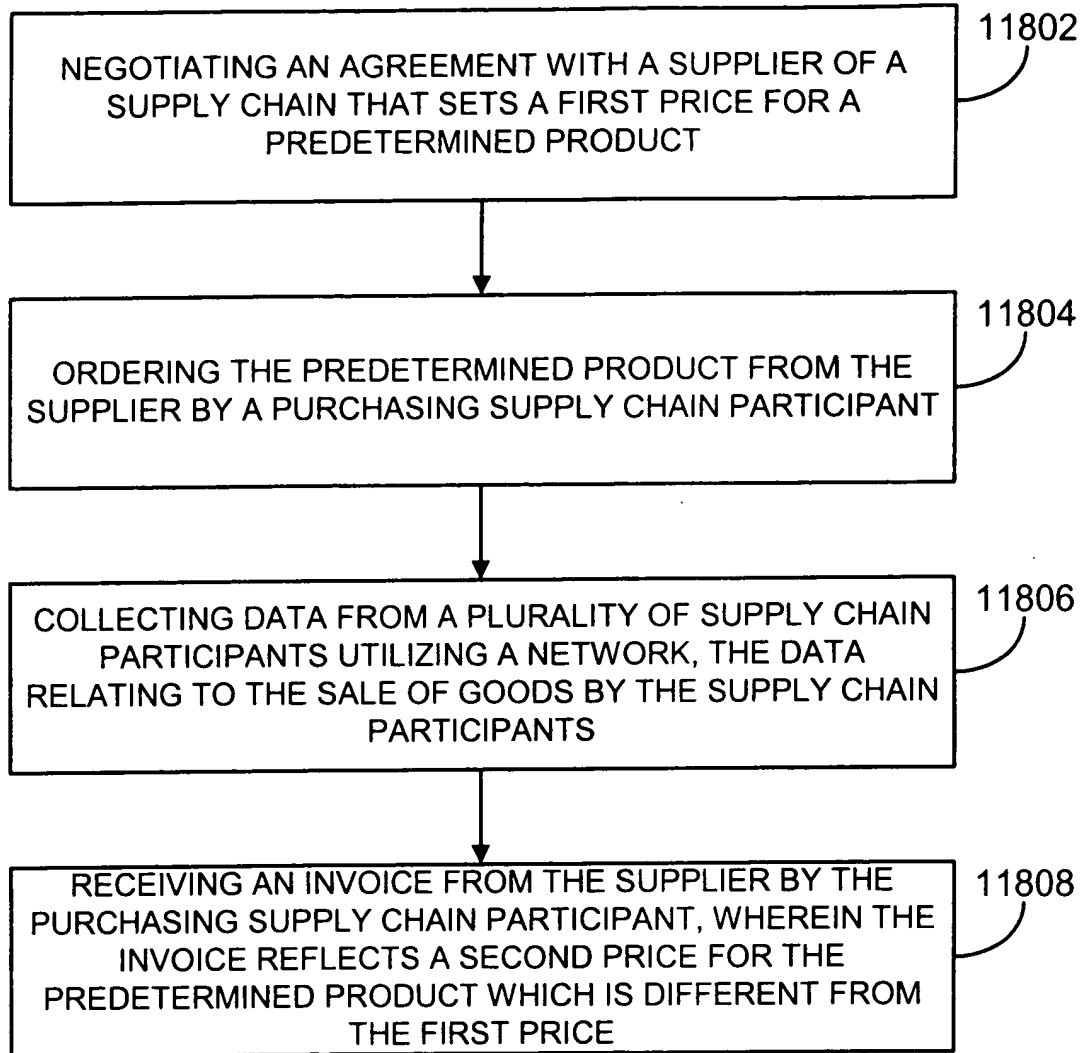 11802
NEGOTIATING AN AGREEMENT WITH A SUPPLIER OF A
SUPPLY CHAIN THAT SETS A FIRST PRICE FOR A
PREDETERMINED PRODUCT
11804
ORDERING THE PREDETERMINED PRODUCT FROM THE
SUPPLIER BY A PURCHASING SUPPLY CHAIN PARTICIPANT
11806
COLLECTING DATA FROM A PLURALITY OF SUPPLY CHAIN
PARTICIPANTS UTILIZING A NETWORK, THE DATA
RELATING TO THE SALE OF GOODS BY THE SUPPLY CHAIN
PARTICIPANTS
11808
RECEIVING AN INVOICE FROM THE SUPPLIER BY THE
PURCHASING SUPPLY CHAIN PARTICIPANT, WHEREIN THE
INVOICE REFLECTS A SECOND PRICE FOR THE
PREDETERMINED PRODUCT WHICH IS DIFFERENT FROM
THE FIRST PRICE